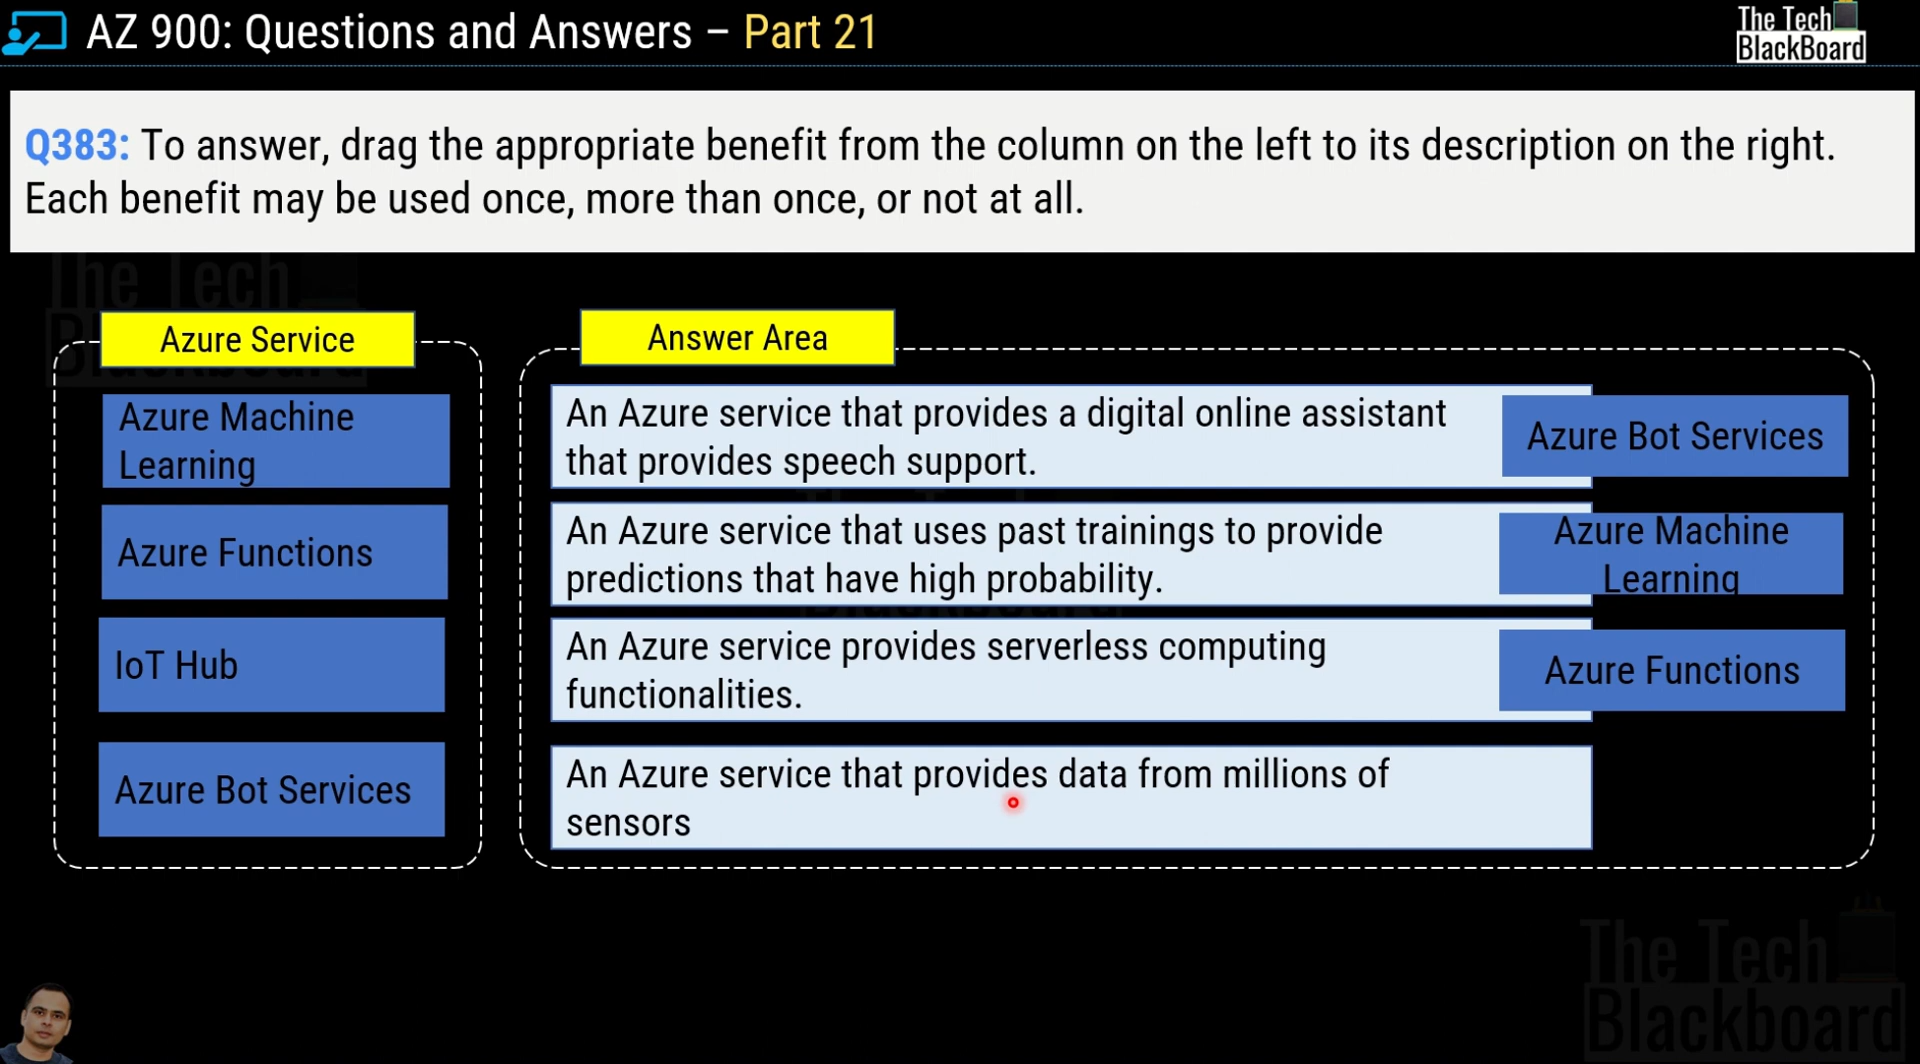 AZ 900: Questions and Answers – Part 21
The Tech
BlackBoard
Q383: To answer, drag the appropriate benefit from the column on the left to its description on the right.
Each benefit may be used once, more than once, or not at all.
The Tech
Blackboard
Azure Service
Azure Machine
Learning
Azure Functions
IoT Hub
Azure Bot Services
Answer Area
An Azure service that provides a digital online assistant
that provides speech support.
Azure Bot Services
An Azure service that uses past trainings to provide
predictions that have high probability.
Azure Machine
Learning
An Azure service provides serverless computing
functionalities.
Azure Functions
An Azure service that provides data from millions of
sensors
The Tech
Blackboard